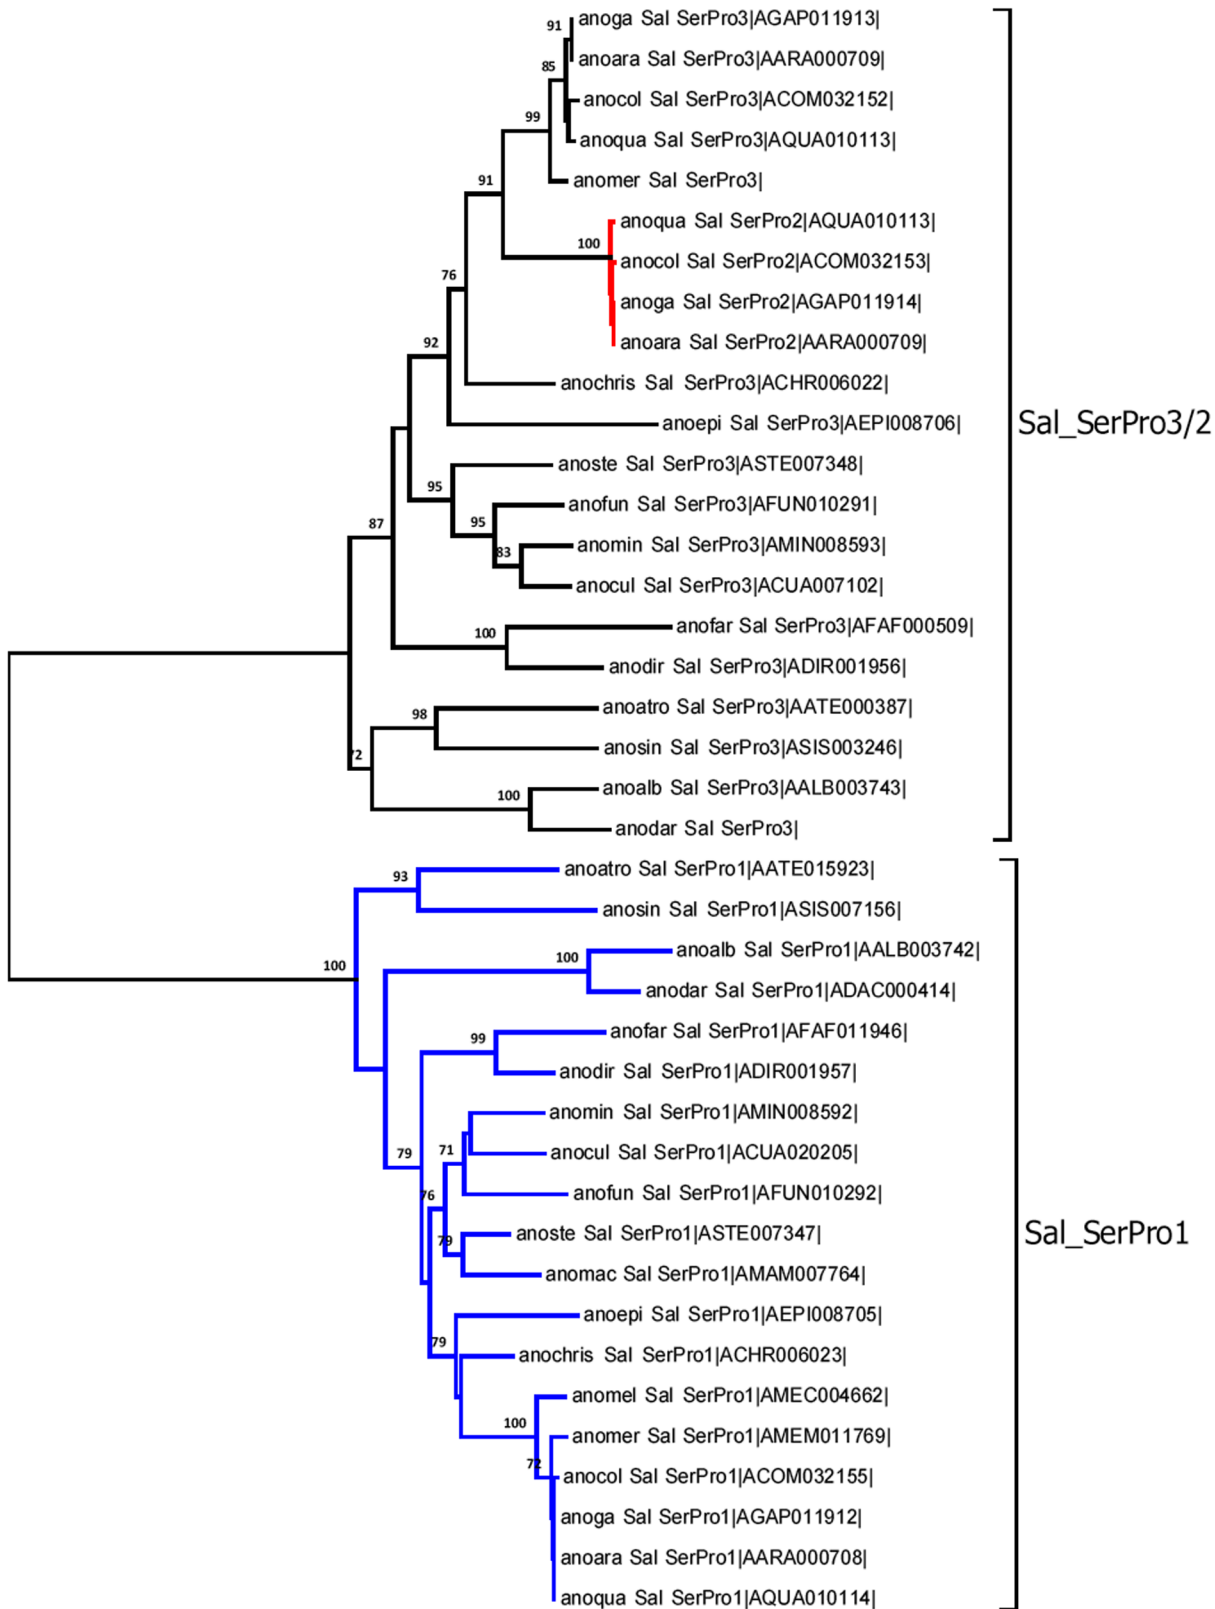 91
anoga Sal SerPro3|AGAP011913|
anoara Sal SerPro3|AARA000709|
85
anocol Sal SerPro3|ACOM032152|
99
anoqua Sal SerPro3|AQUA010113|
91
anomer Sal SerPro3|
anoqua Sal SerPro2|AQUA010113|
100
anocol Sal SerPro2|ACOM032153|
76
anoga Sal SerPro2|AGAP011914|
92
anoara Sal SerPro2|AARA000709|
anochris Sal SerPro3|ACHR006022|
anoepi Sal SerPro3|AEPI008706|
Sal_SerPro3/2
anoste Sal SerPro3|ASTE007348|
95
anofun Sal SerPro3|AFUN010291|
87
95
anomin Sal SerPro3|AMIN008593|
83
anocul Sal SerPro3|ACUA007102|
anofar Sal SerPro3|AFAF000509|
100
anodir Sal SerPro3|ADIR001956|
anoatro Sal SerPro3|AATE000387|
98
anosin Sal SerPro3|ASIS003246|
72
anoalb Sal SerPro3|AALB003743|
100
anodar Sal SerPro3|
anoatro Sal SerPro1|AATE015923|
93
anosin Sal SerPro1|ASIS007156|
anoalb Sal SerPro1|AALB003742|
100
100
anodar Sal SerPro1|ADAC000414|
anofar Sal SerPro1|AFAF011946|
99
anodir Sal SerPro1|ADIR001957|
anomin Sal SerPro1|AMIN008592|
79
71
anocul Sal SerPro1|ACUA020205|
76
anofun Sal SerPro1|AFUN010292|
anoste Sal SerPro1|ASTE007347|
Sal_SerPro1
79
anomac Sal SerPro1|AMAM007764|
anoepi Sal SerPro1|AEPI008705|
79
anochris Sal SerPro1|ACHR006023|
anomel Sal SerPro1|AMEC004662|
100
anomer Sal SerPro1|AMEM011769|
72
anocol Sal SerPro1|ACOM032155|
anoga Sal SerPro1|AGAP011912|
anoara Sal SerPro1|AARA000708|
anoqua Sal SerPro1|AQUA010114|